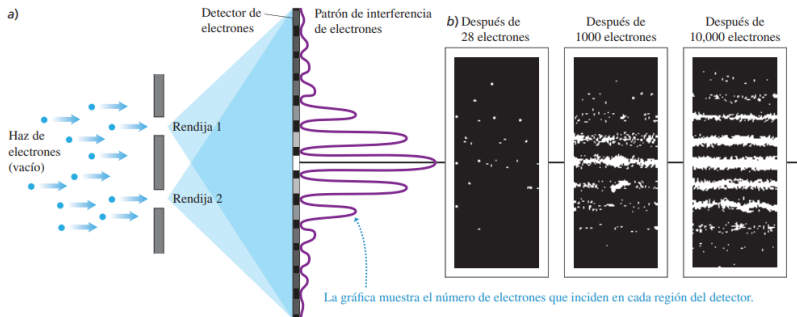 a)
Detector de
electrones
Patrón de interferencia
de electrones
Haz de
electrones
(vacío)
Rendija 1
Rendija 2
b) Después de
28 electrones
Después de
1000 electrones
Después de
10,000 electrones
La gráfica muestra el número de electrones que inciden en cada región del detector.